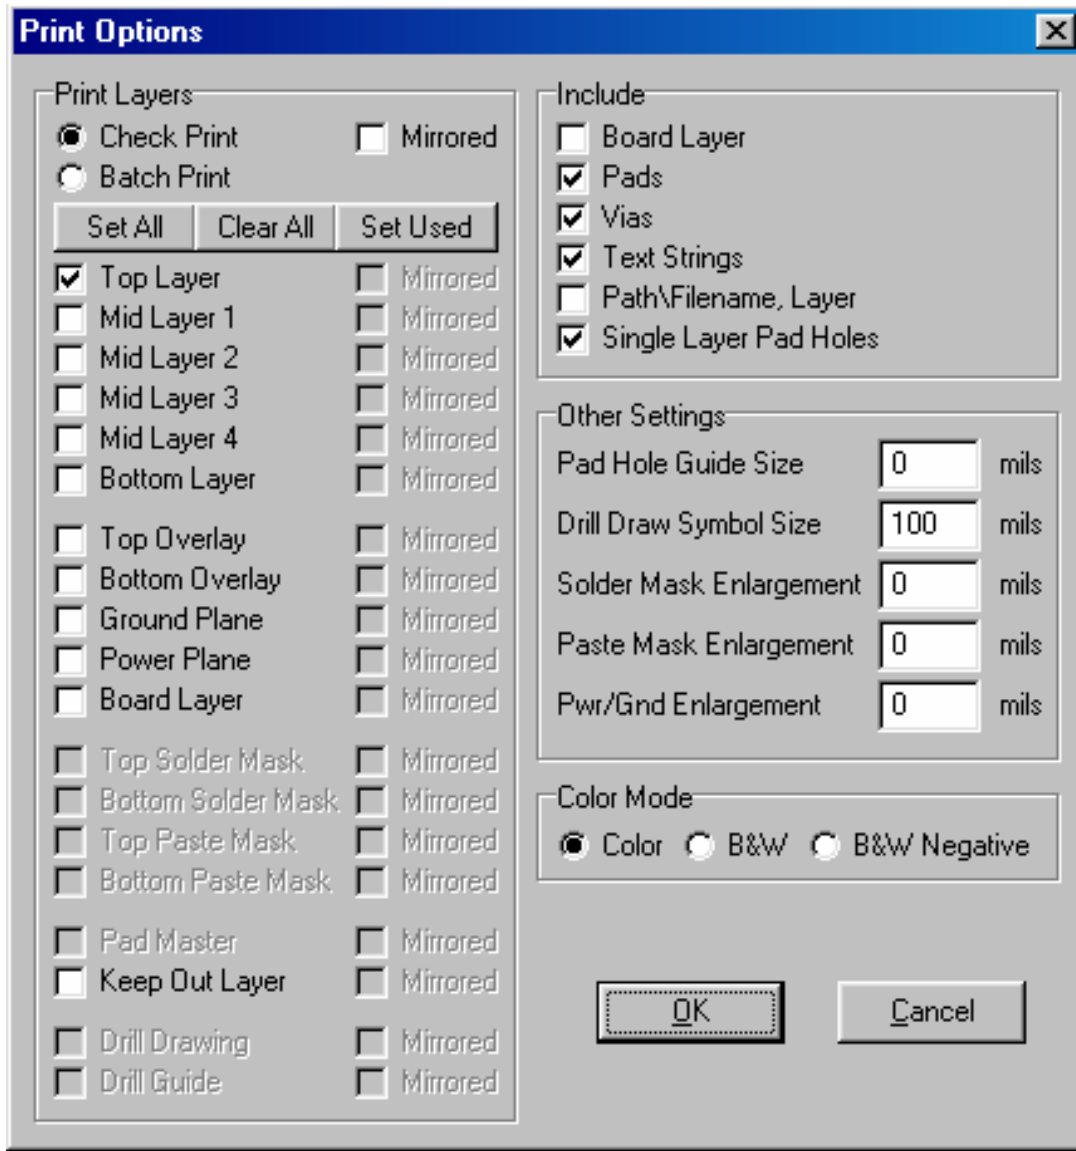 Print Options
Print Layers
Check Print Mirrored
Batch Print
Set All Clear All Set Used
Top Layer Mirrored
Mid Layer 1 Mirrored
Mid Layer 2 Mirrored
Mid Layer 3 Mirrored
Mid Layer 4 Mirrored
Bottom Layer Mirrored
Top Overlay Mirrored
Bottom Overlay Mirrored
Ground Plane Mirrored
Power Plane Mirrored
Board Layer Mirrored
Top Solder Mask Mirrored
Bottom Solder Mask Mirrored
Top Paste Mask Mirrored
Bottom Paste Mask Mirrored
Pad Master Mirrored
Keep Out Layer Mirrored
Drill Drawing Mirrored
Drill Guide Mirrored
Include
Board Layer
Pads
Vias
Text Strings
Path\Filename, Layer
Single Layer Pad Holes
Other Settings
Pad Hole Guide Size 0 mils
Drill Draw Symbol Size 100 mils
Solder Mask Enlargement 0 mils
Paste Mask Enlargement 0 mils
Pwr/Gnd Enlargement 0 mils
Color Mode
Color B&W B&W Negative
OK Cancel